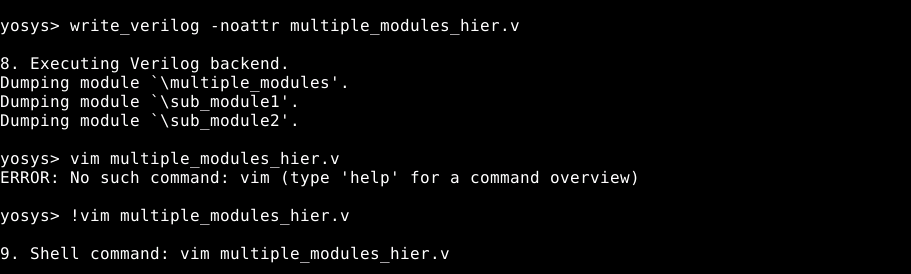 yosys> write_verilog -noattr multiple_modules_hier.v
8. Executing Verilog backend.
Dumping module `\multiple_modules'.
Dumping module `\sub_module1'.
Dumping module `\sub_module2'.
yosys> vim multiple_modules_hier.v
ERROR: No such command: vim (type 'help' for a command overview)
yosys> !vim multiple_modules_hier.v
9. Shell command: vim multiple_modules_hier.v